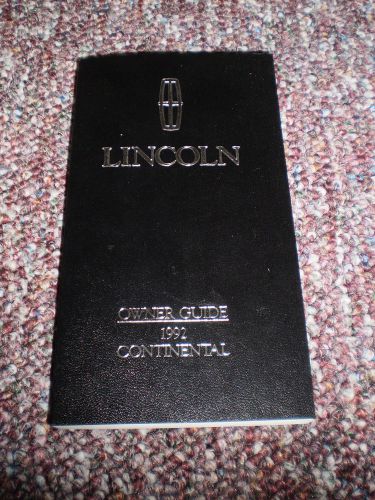 LINCOLN
OWNER GUIDE
1992
CONTINENTAL